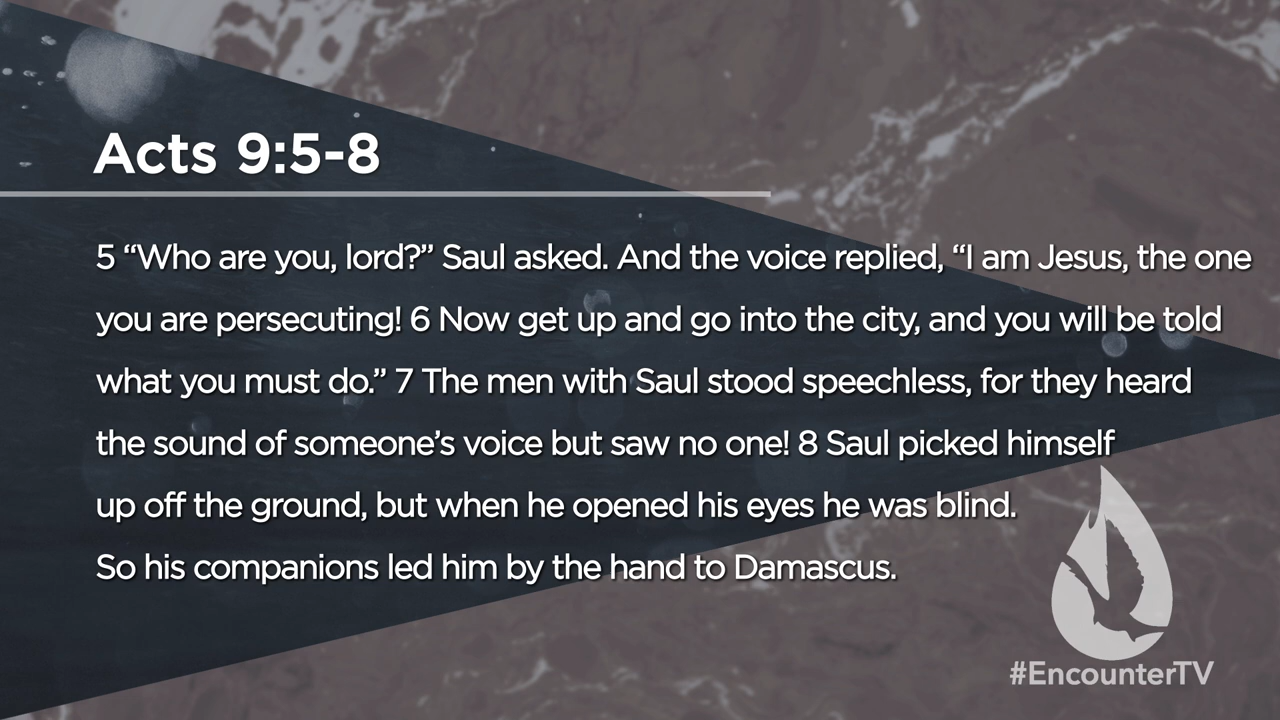 Acts 9:5-8
5 “Who are you, lord?” Saul asked. And the voice replied, “I am Jesus, the one
you are persecuting! 6 Now get up and go into the city, and you will be told
what you must do.” 7 The men with Saul stood speechless, for they heard
the sound of someone’s voice but saw no one! 8 Saul picked himself
up off the ground, but when he opened his eyes he was blind.
So his companions led him by the hand to Damascus.
#EncounterTV